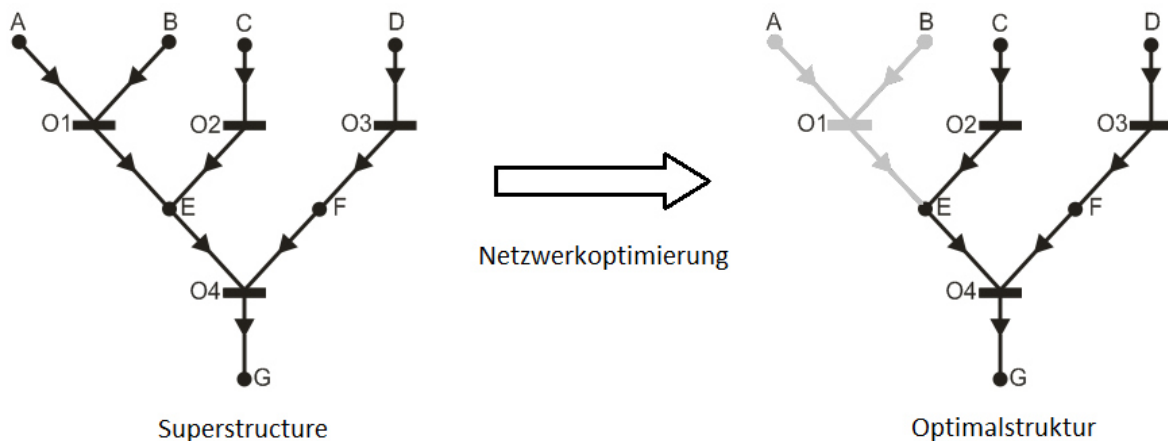 A B C D A B C D
O1 O2 O3 O1 O2 O3
E F E F
Netzwerkoptimierung
O4 O4
G G
Superstructure Optimalstruktur